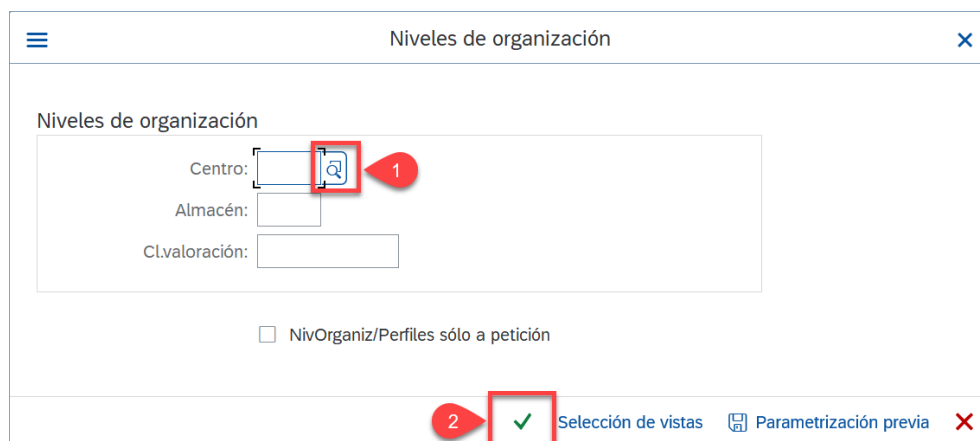 Niveles de organización
Niveles de organización
Centro:
1
Almacén:
Cl.valoración:
NivOrganiz/Perfiles sólo a petición
2 Selección de vistas Parametrización previa